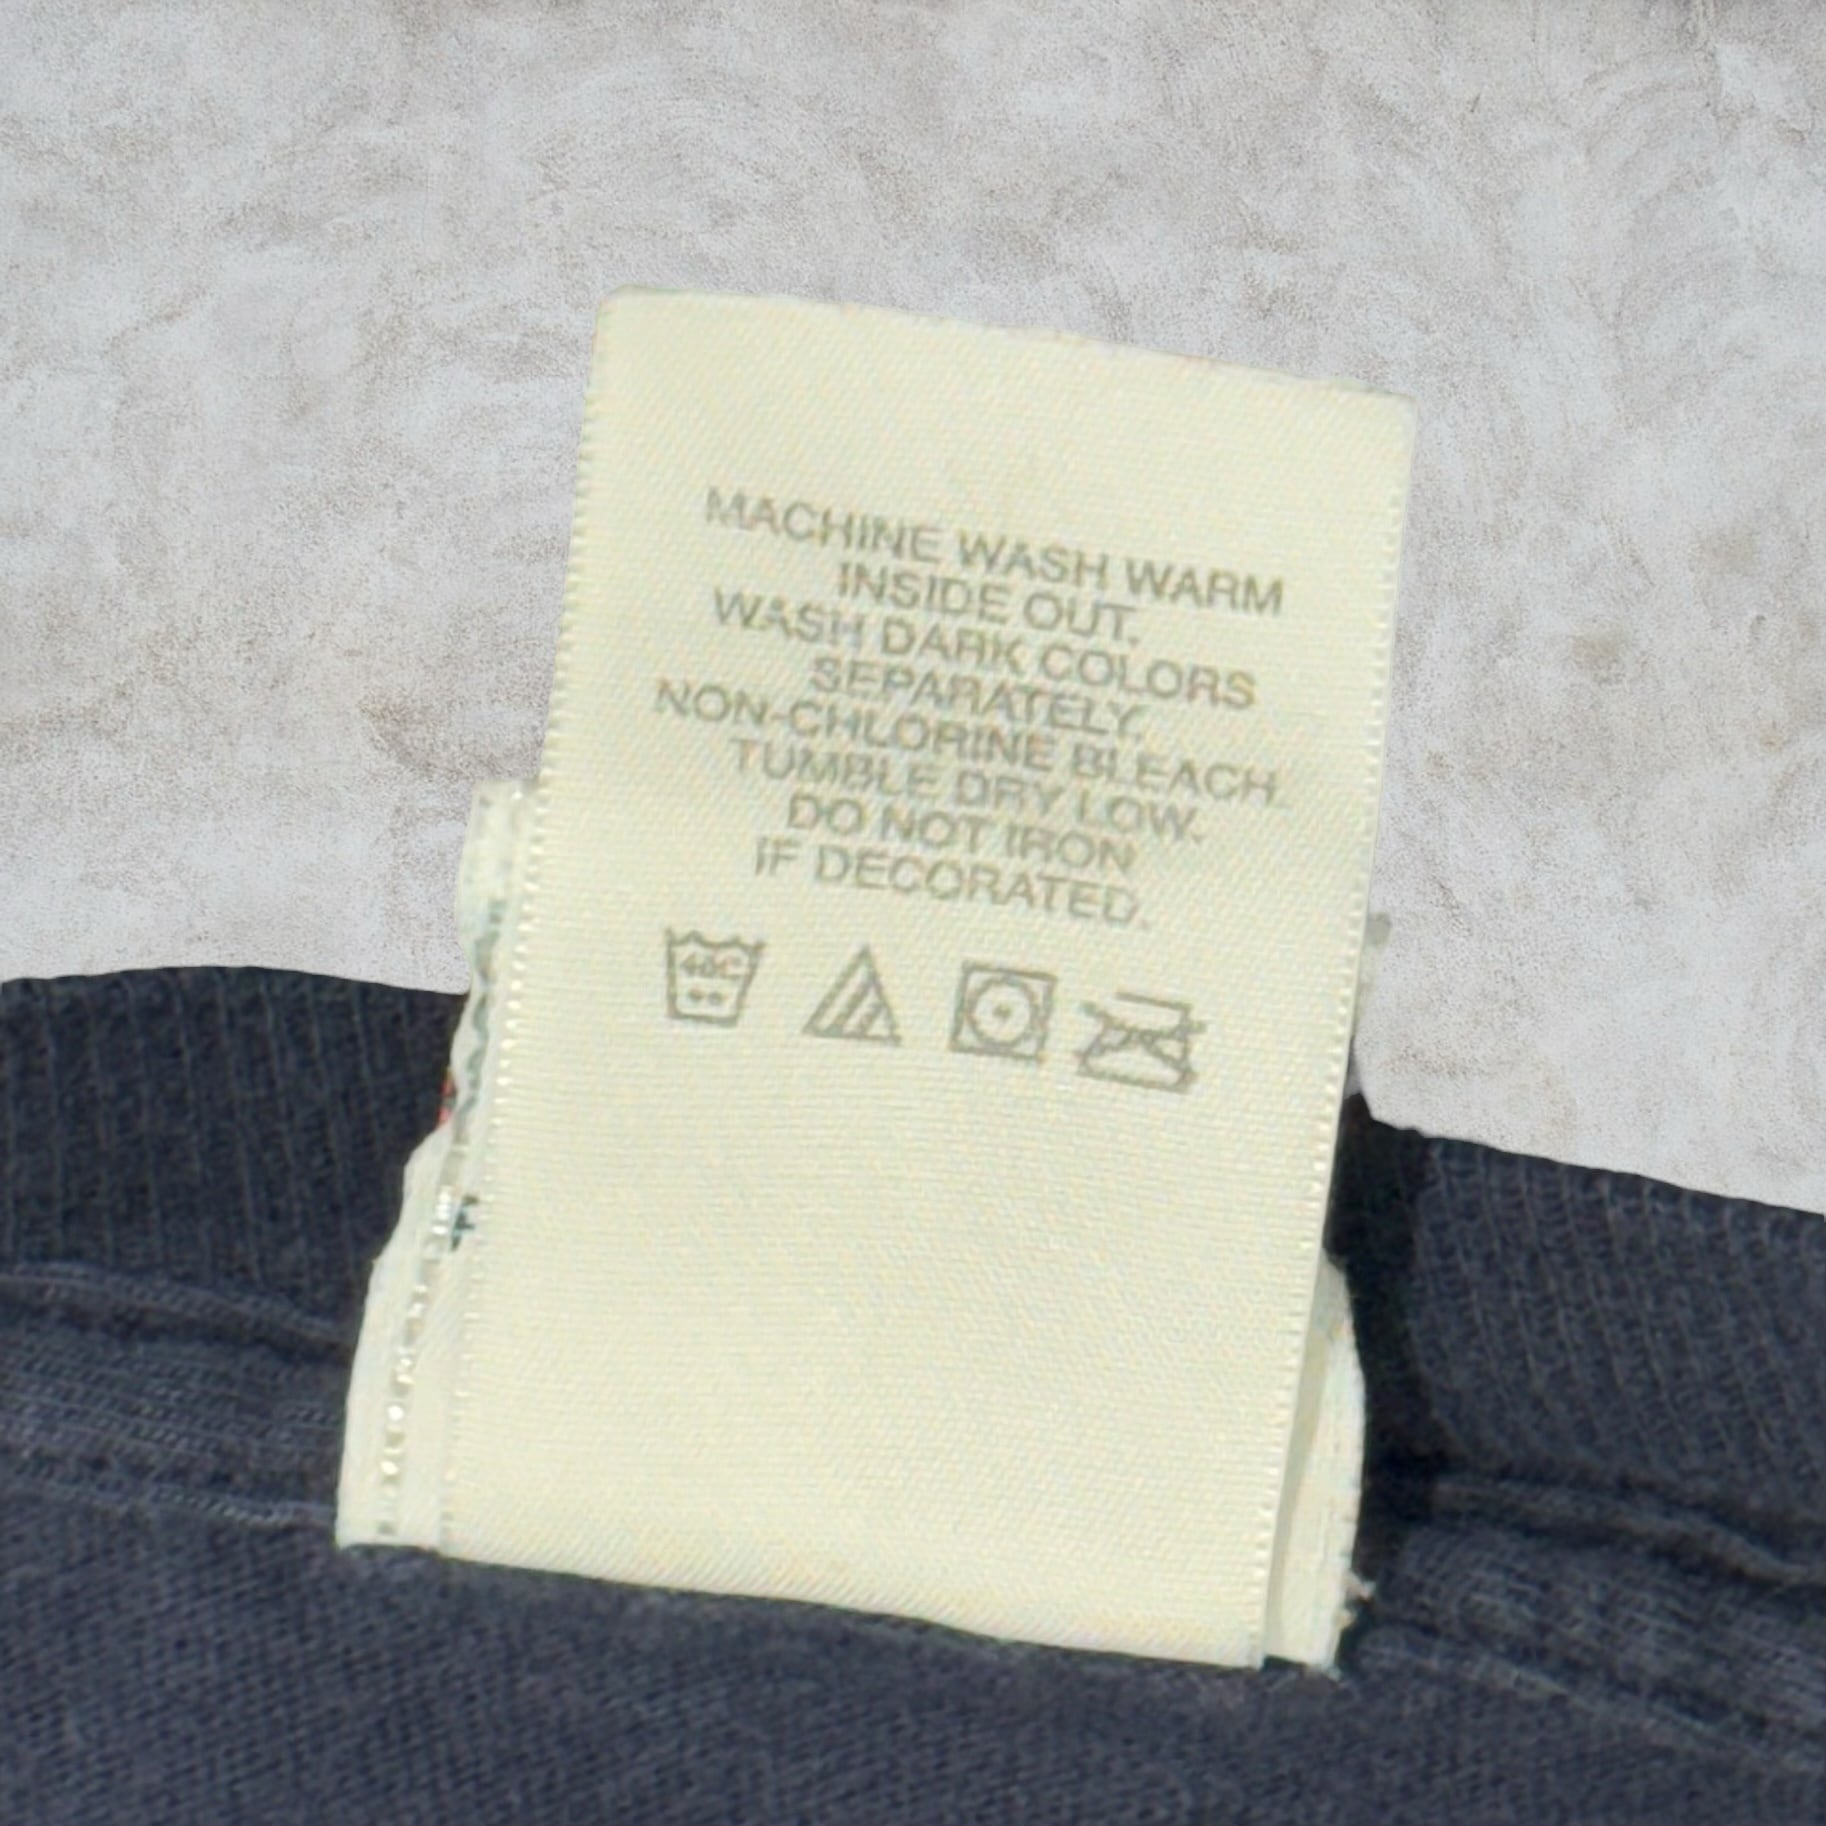 MACHINE WASH WARM
INSIDE OUT.
WASH DARK COLORS
SEPARATELY.
NON-CHLORINE BLEACH.
TUMBLE DRY LOW.
DO NOT IRON
IF DECORATED.
40C